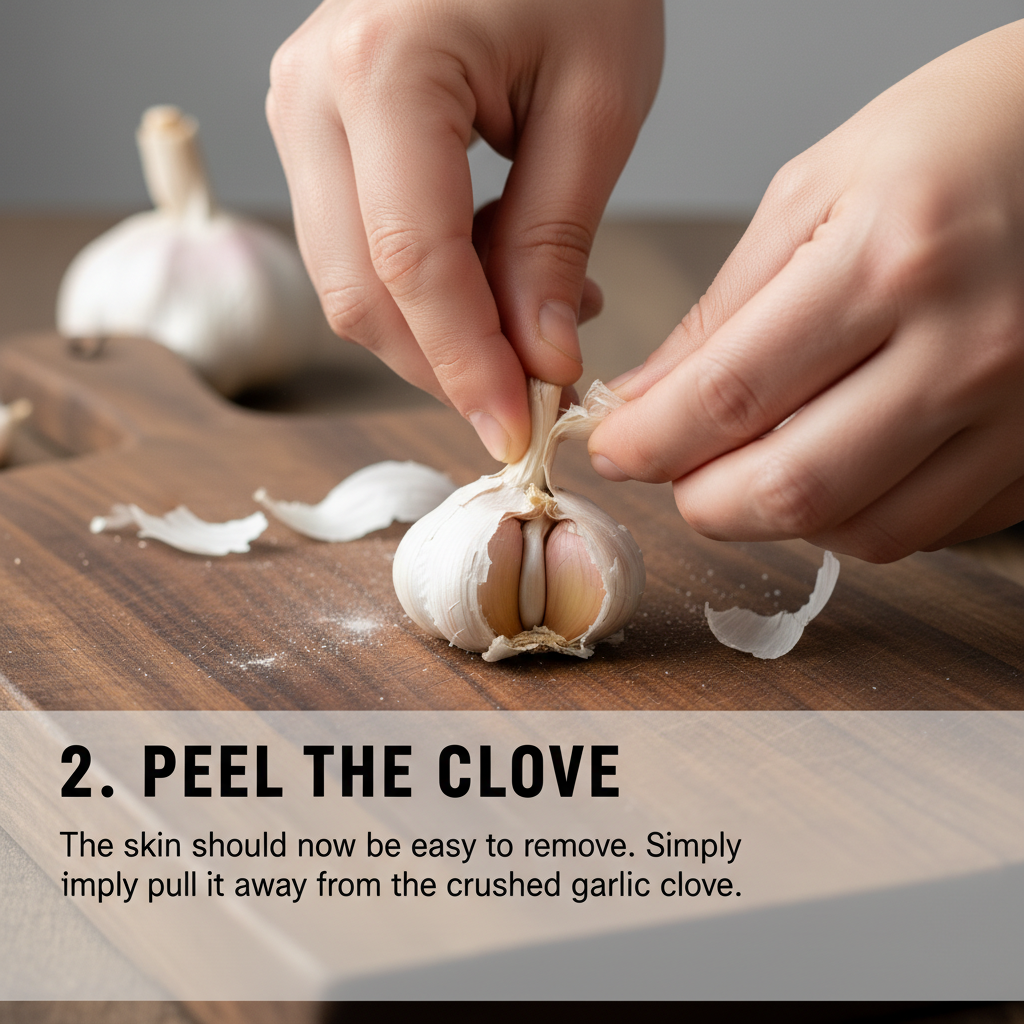 2. PEEL THE CLOVE
The skin should now be easy to remove. Simply
imply pull it away from the crushed garlic clove.